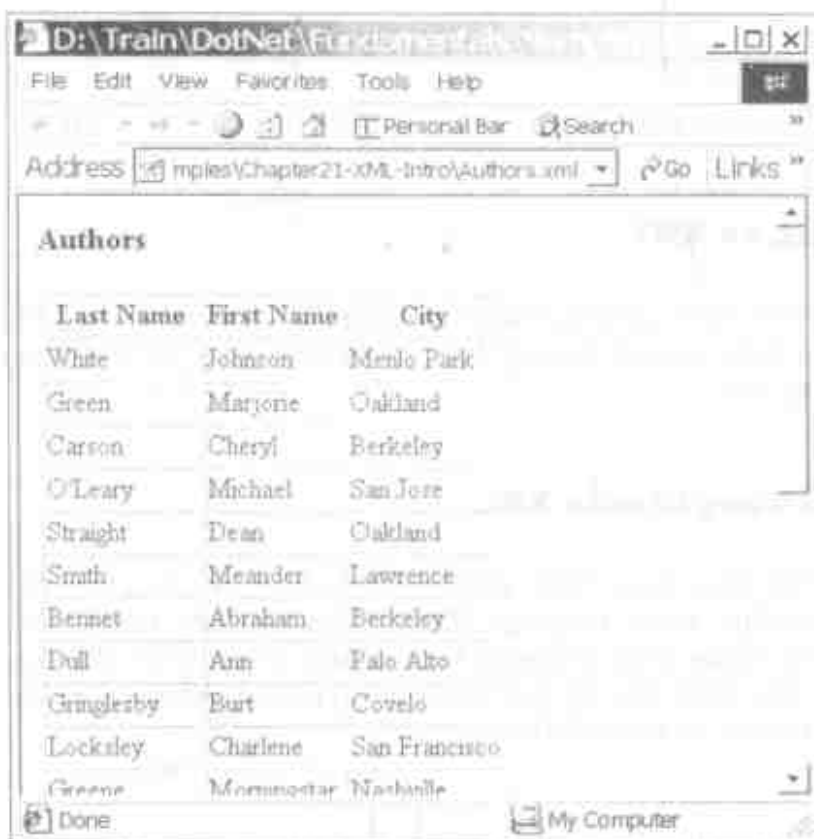 D:\Train\DotNet\Fundamentals
File Edit View Favorites Tools Help
Personal Bar Search
Address mples\Chapter21-XML-Intro\Authors.xml Go Links
Authors
Last Name First Name City
White Johnson Menlo Park
Green Marjorie Oakland
Carson Cheryl Berkeley
O'Leary Michael San Jose
Straight Dean Oakland
Smith Meander Lawrence
Bennet Abraham Berkeley
Dull Ann Palo Alto
Gringlesby Burt Covelo
Locksley Charlene San Francisco
Greene Morningstar Nashville
Done My Computer